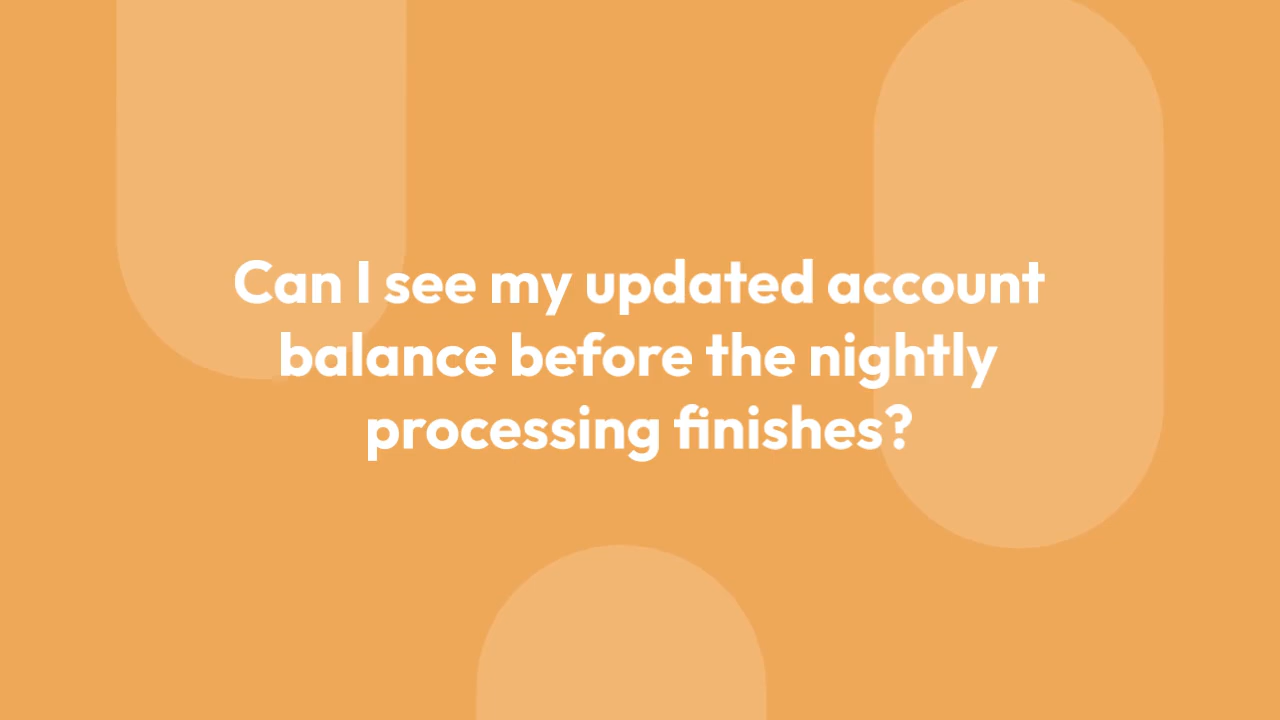 Can I see my updated account
balance before the nightly
processing finishes?